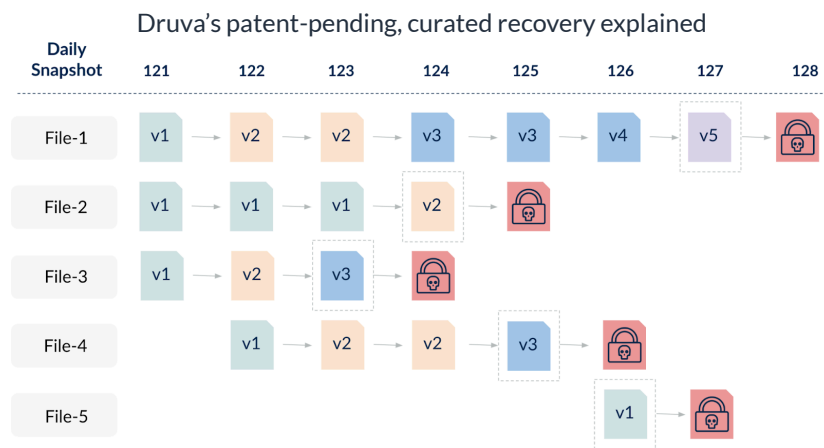 Druva's patent-pending, curated recovery explained
Daily
Snapshot 121 122 123 124 125 126 127 128
File-1 v1 v2 v2 v3 v3 v4 v5
File-2 v1 v1 v1 v2
File-3 v1 v2 v3
File-4 v1 v2 v2 v3
File-5 v1